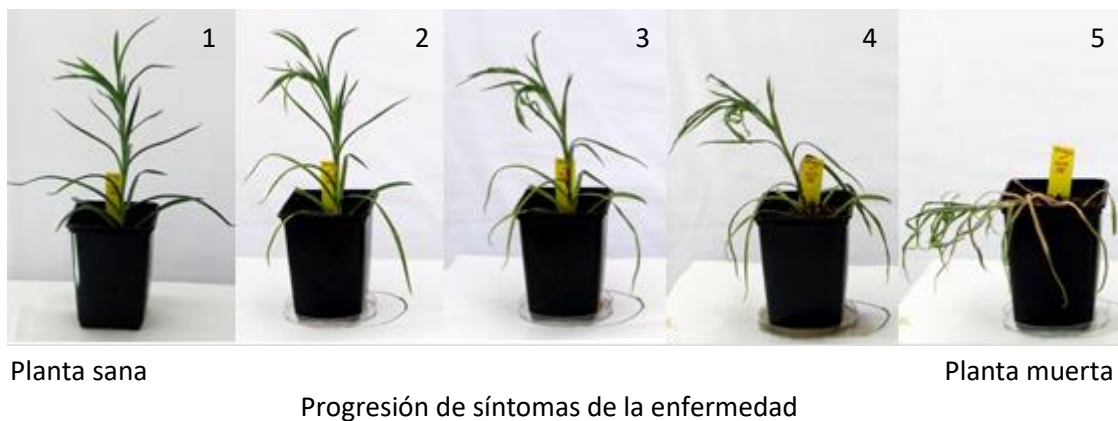 1 2 3 4 5
Planta sana Planta muerta
Progresión de síntomas de la enfermedad